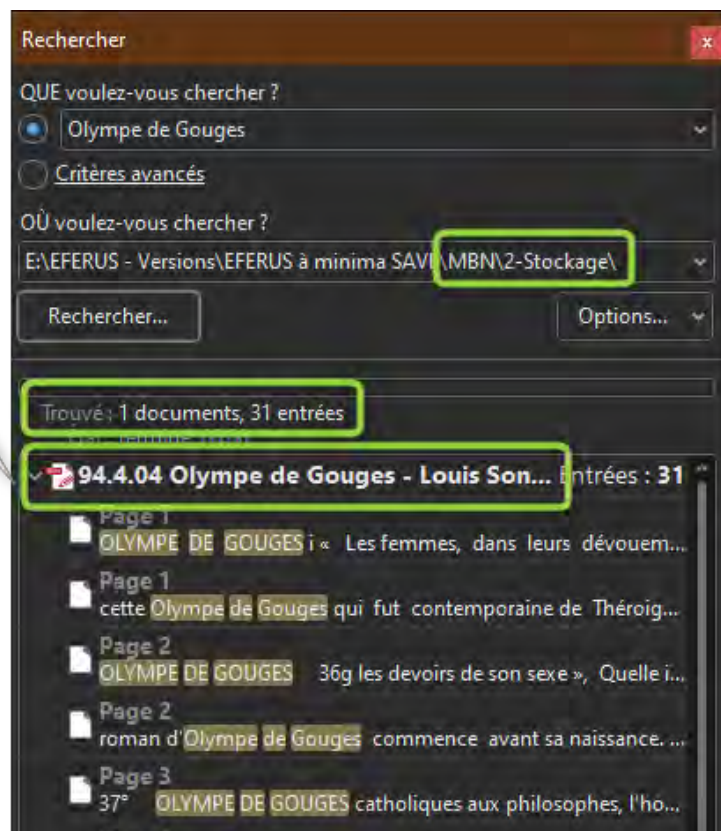 Rechercher
x
QUE voulez-vous chercher ?
Olympe de Gouges
Critères avancés
OÙ voulez-vous chercher ?
E:\EFERUS - Versions\EFERUS à minima SAV \MBN\2-Stockage\
Rechercher...
Options...
Trouvé : 1 documents, 31 entrées
94.4.04 Olympe de Gouges - Louis Son... Entrées : 31
Page 1
OLYMPE DE GOUGES i « Les femmes, dans leurs dévouem...
Page 1
cette Olympe de Gouges qui fut contemporaine de Théroig...
Page 2
OLYMPE DE GOUGES 36g les devoirs de son sexe », Quelle i...
Page 2
roman d'Olympe de Gouges commence avant sa naissance. ...
Page 3
37° OLYMPE DE GOUGES catholiques aux philosophes, l'ho...